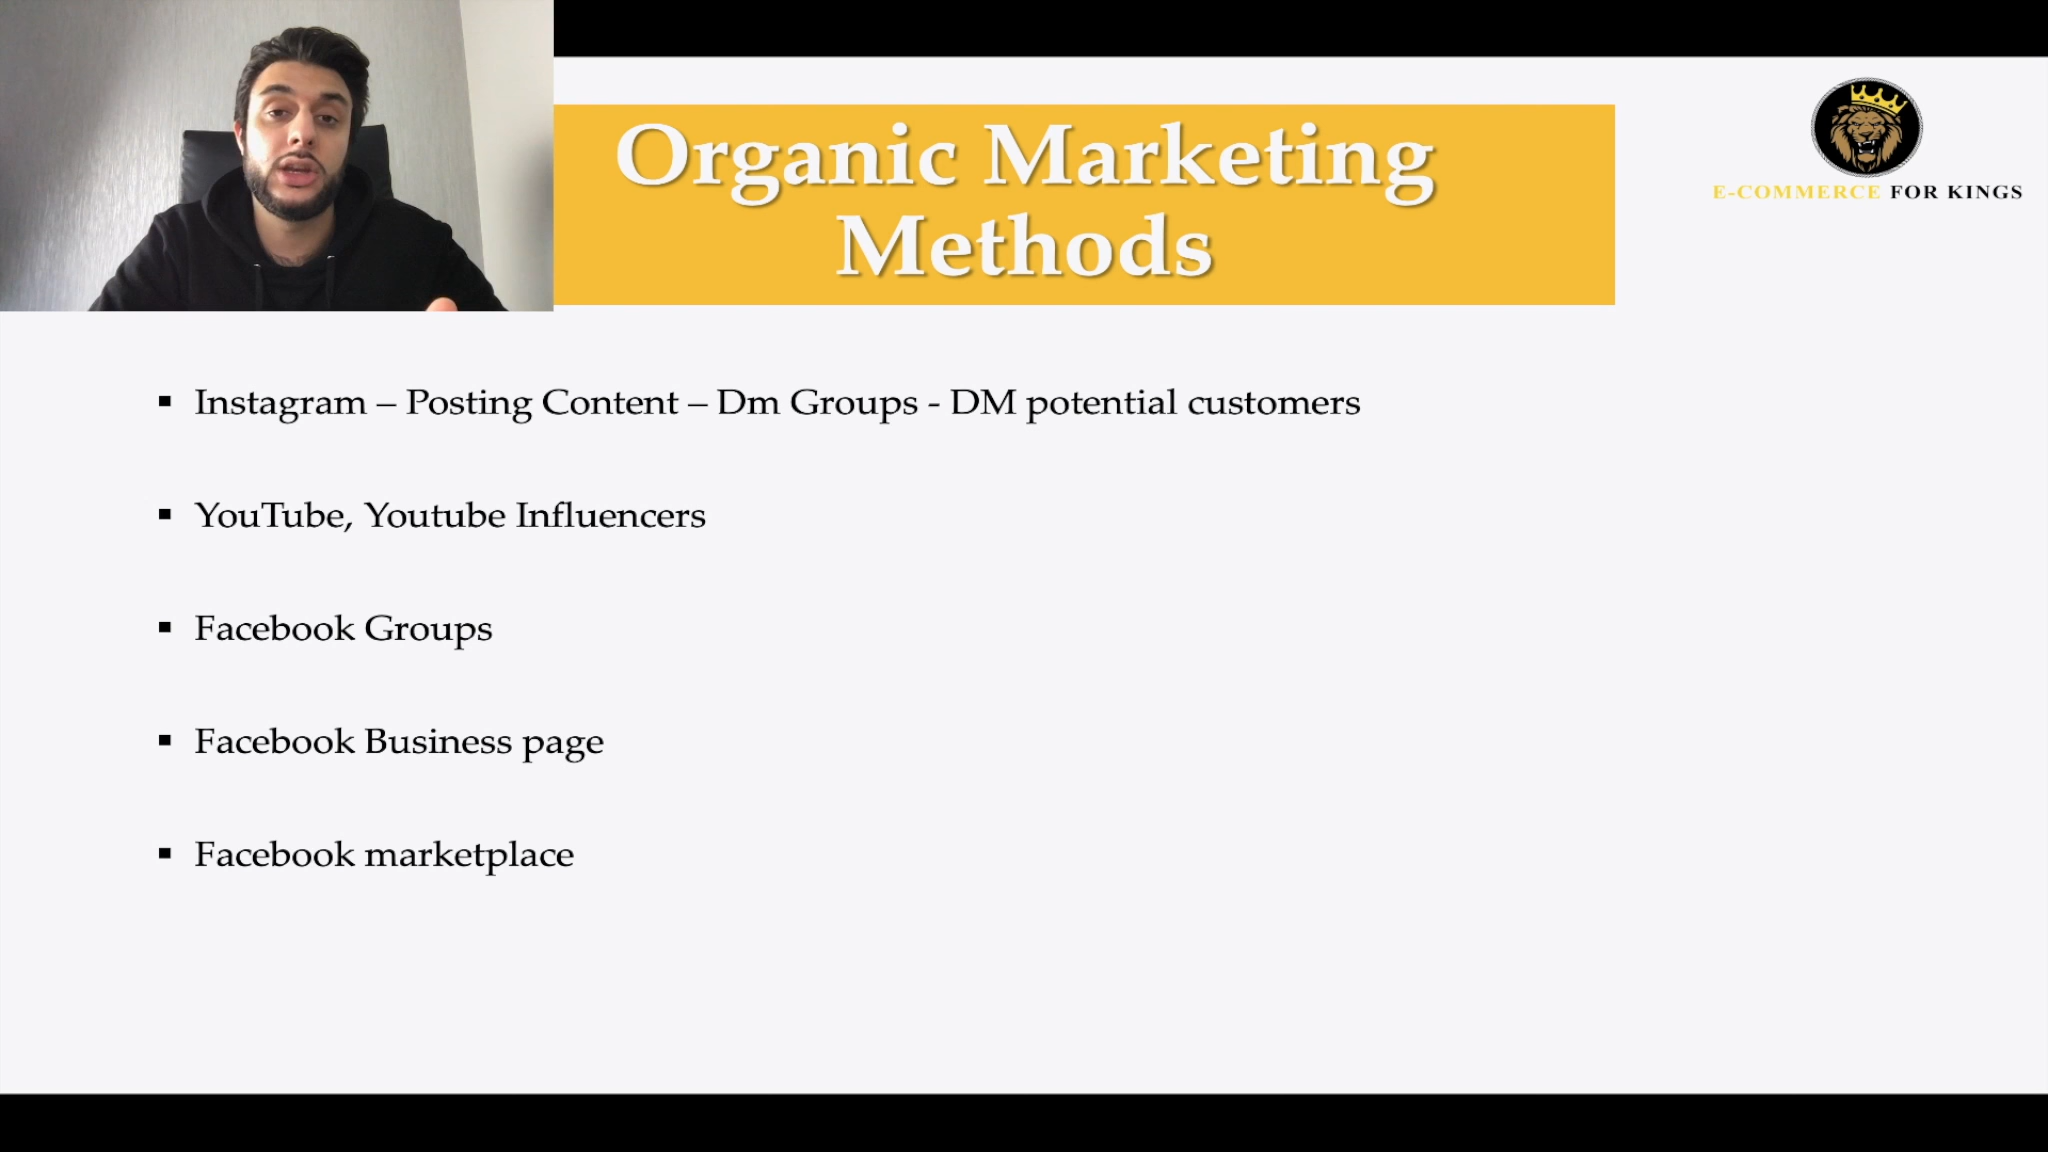 Organic Marketing
Methods
E-COMMERCE FOR KINGS
▪ Instagram – Posting Content – Dm Groups - DM potential customers
▪ YouTube, Youtube Influencers
▪ Facebook Groups
▪ Facebook Business page
▪ Facebook marketplace